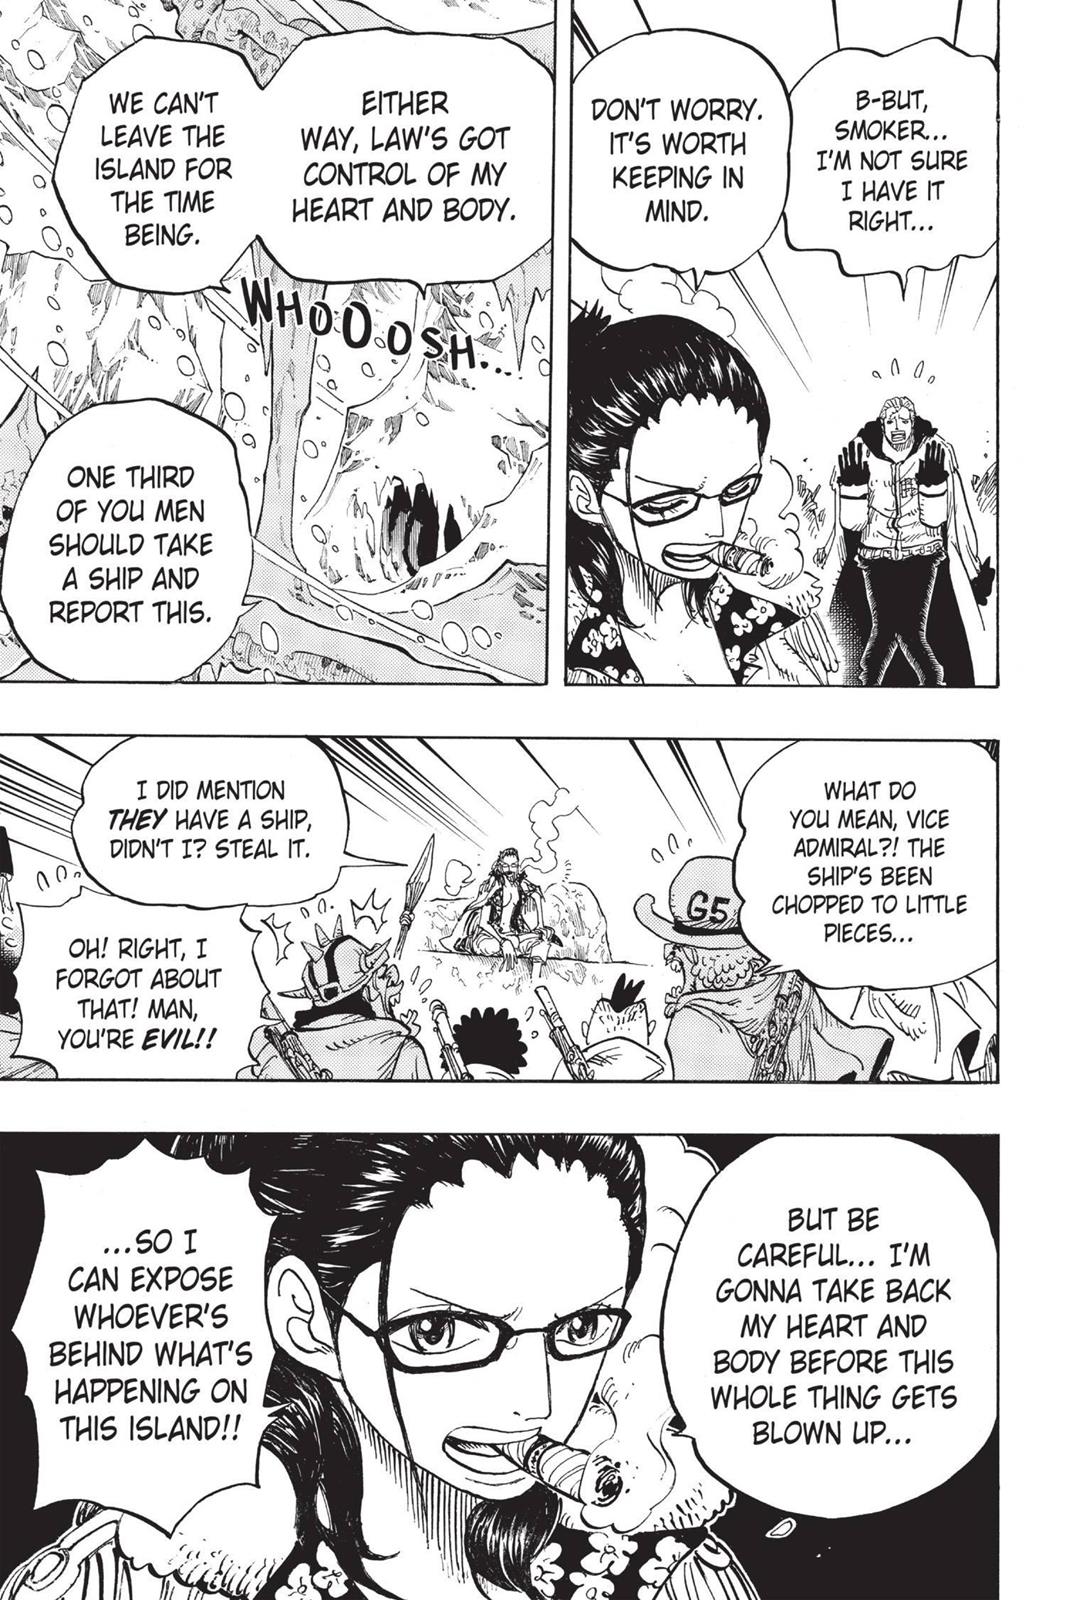 B-BUT,
SMOKER...
I'M NOT SURE
I HAVE IT
RIGHT...
DON'T WORRY.
IT'S WORTH
KEEPING IN
MIND.
EITHER
WAY, LAW'S GOT
CONTROL OF MY
HEART AND BODY.
WE CAN'T
LEAVE THE
ISLAND FOR
THE TIME
BEING.
WHOOOOSH...
ONE THIRD
OF YOU MEN
SHOULD TAKE
A SHIP AND
REPORT THIS.
WHAT DO
YOU MEAN, VICE
ADMIRAL?! THE
SHIP'S BEEN
CHOPPED TO LITTLE
PIECES...
G5
I DID MENTION
THEY HAVE A SHIP,
DIDN'T I? STEAL IT.
OH! RIGHT, I
FORGOT ABOUT
THAT! MAN,
YOU'RE EVIL!!
BUT BE
CAREFUL... I'M
GONNA TAKE BACK
MY HEART AND
BODY BEFORE THIS
WHOLE THING GETS
BLOWN UP...
...SO I
CAN EXPOSE
WHOEVER'S
BEHIND WHAT'S
HAPPENING ON
THIS ISLAND!!